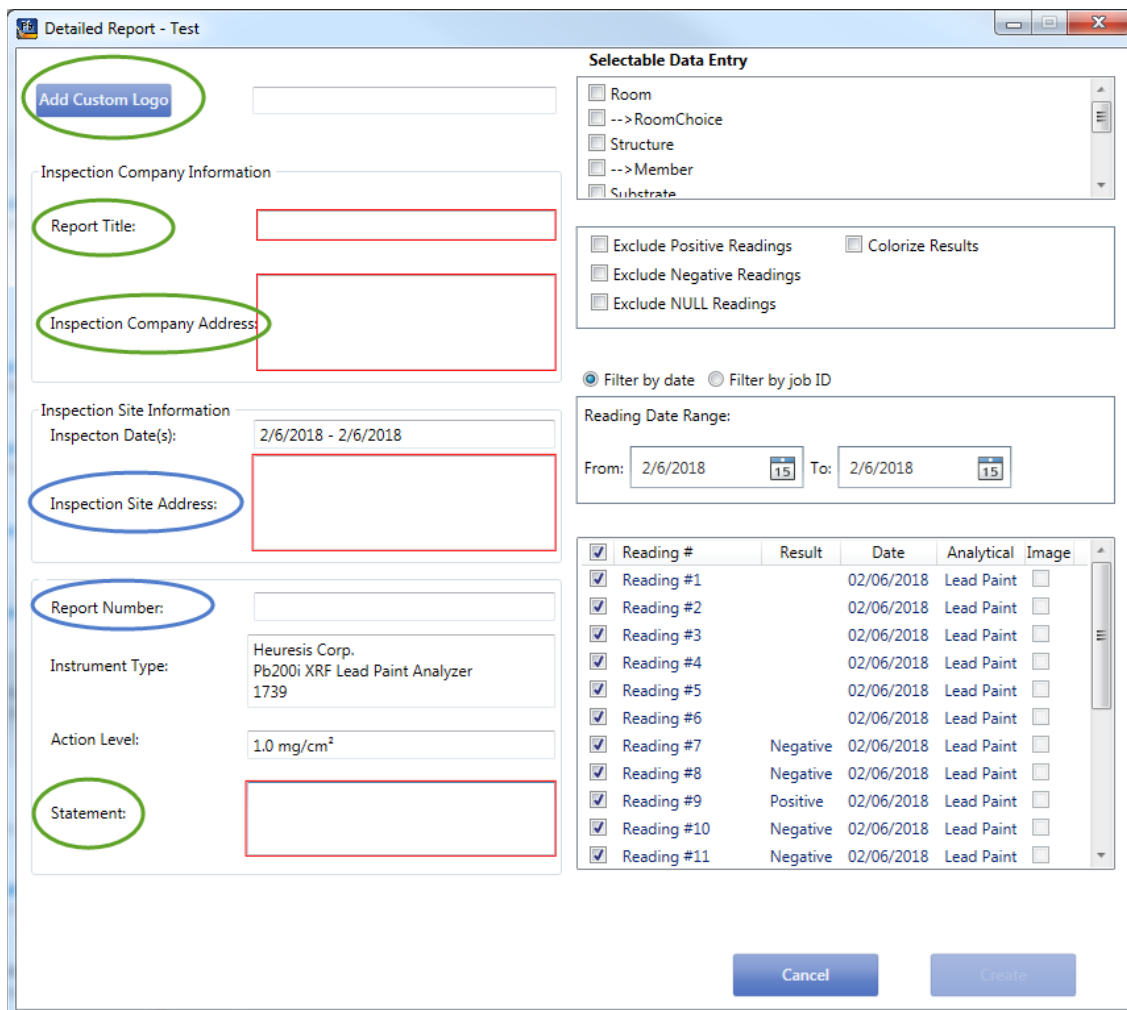 Detailed Report - Test
Add Custom Logo
Inspection Company Information
Report Title:
Inspection Company Address:
Inspection Site Information
Inspecton Date(s):
2/6/2018 - 2/6/2018
Inspection Site Address:
Report Number:
Instrument Type:
Heuresis Corp.
Pb200i XRF Lead Paint Analyzer
1739
Action Level:
1.0 mg/cm²
Statement:
Selectable Data Entry
Room
-->RoomChoice
Structure
-->Member
Substrate
Exclude Positive Readings
Colorize Results
Exclude Negative Readings
Exclude NULL Readings
Filter by date
Filter by job ID
Reading Date Range:
From: 2/6/2018 15 To: 2/6/2018 15
Reading # Result Date Analytical Image
Reading #1 02/06/2018 Lead Paint
Reading #2 02/06/2018 Lead Paint
Reading #3 02/06/2018 Lead Paint
Reading #4 02/06/2018 Lead Paint
Reading #5 02/06/2018 Lead Paint
Reading #6 02/06/2018 Lead Paint
Reading #7 Negative 02/06/2018 Lead Paint
Reading #8 Negative 02/06/2018 Lead Paint
Reading #9 Positive 02/06/2018 Lead Paint
Reading #10 Negative 02/06/2018 Lead Paint
Reading #11 Negative 02/06/2018 Lead Paint
Cancel
Create